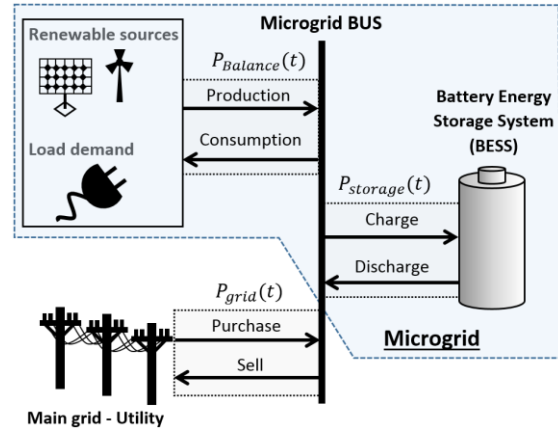 Microgrid BUS
Renewable sources
P_Balance(t)
Production
Consumption
Load demand
Battery Energy
Storage System
(BESS)
P_storage(t)
Charge
Discharge
P_grid(t)
Purchase
Sell
Microgrid
Main grid - Utility